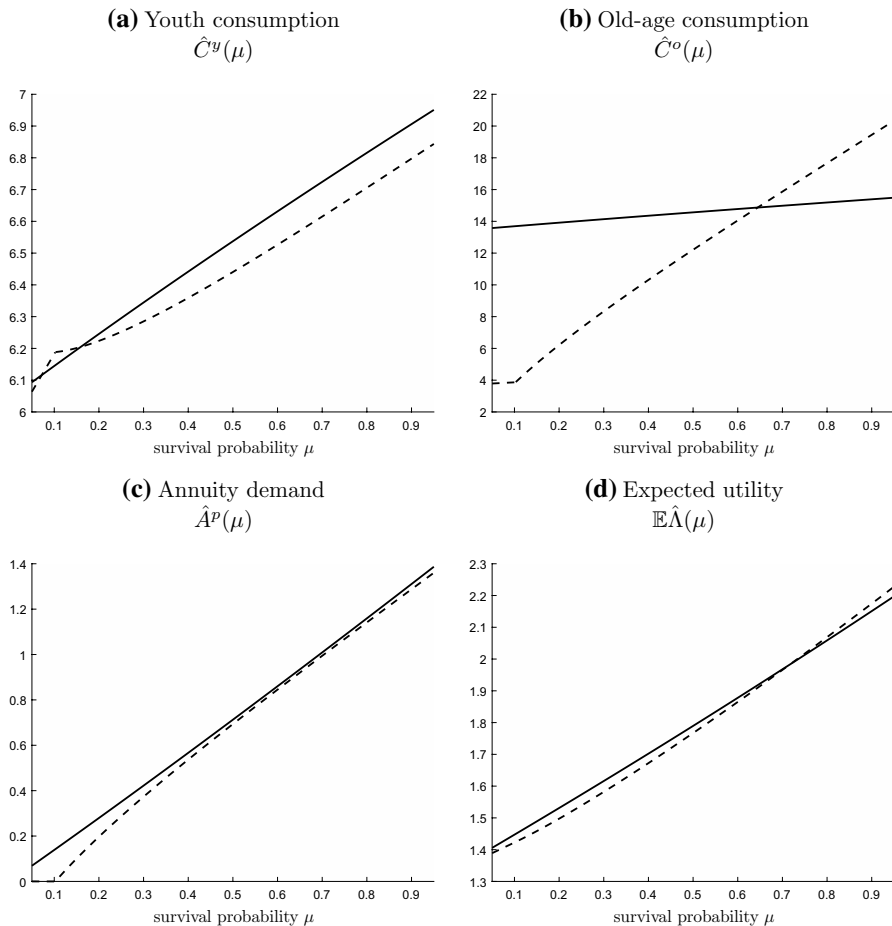 (a) Youth consumption
Ĉʸ(μ)
7
6.9
6.8
6.7
6.6
6.5
6.4
6.3
6.2
6.1
6
0.1 0.2 0.3 0.4 0.5 0.6 0.7 0.8 0.9
survival probability μ
(b) Old-age consumption
Ĉᵒ(μ)
22
20
18
16
14
12
10
8
6
4
2
0.1 0.2 0.3 0.4 0.5 0.6 0.7 0.8 0.9
survival probability μ
(c) Annuity demand
Âᵖ(μ)
1.4
1.2
1
0.8
0.6
0.4
0.2
0
0.1 0.2 0.3 0.4 0.5 0.6 0.7 0.8 0.9
survival probability μ
(d) Expected utility
𝔼Λ̂(μ)
2.3
2.2
2.1
2
1.9
1.8
1.7
1.6
1.5
1.4
1.3
0.1 0.2 0.3 0.4 0.5 0.6 0.7 0.8 0.9
survival probability μ